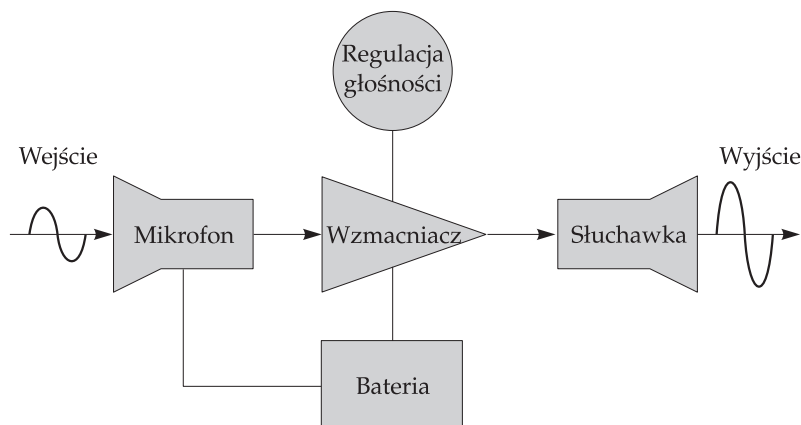 Regulacja
głośności
Wejście
Wyjście
Mikrofon
Wzmacniacz
Słuchawka
Bateria